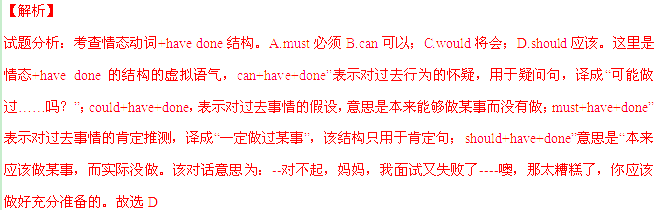 【解析】
试题分析：考查情态动词+have done 结构。A.must 必须 B.can 可以；C.would 将会；D.should 应该。这里是
情态+have done 的结构的虚拟语气，can+have+done”表示对过去行为的怀疑，用于疑问句，译成“可能做
过……吗？”；could+have+done，表示对过去事情的假设，意思是本来能够做某事而没有做；must+have+done”
表示对过去事情的肯定推测，译成“一定做过某事”，该结构只用于肯定句；should+have+done”意思是“本来
应该做某事，而实际没做。该对话意思为：--对不起，妈妈，我面试又失败了----噢，那太糟糕了，你应该
做好充分准备的。故选 D